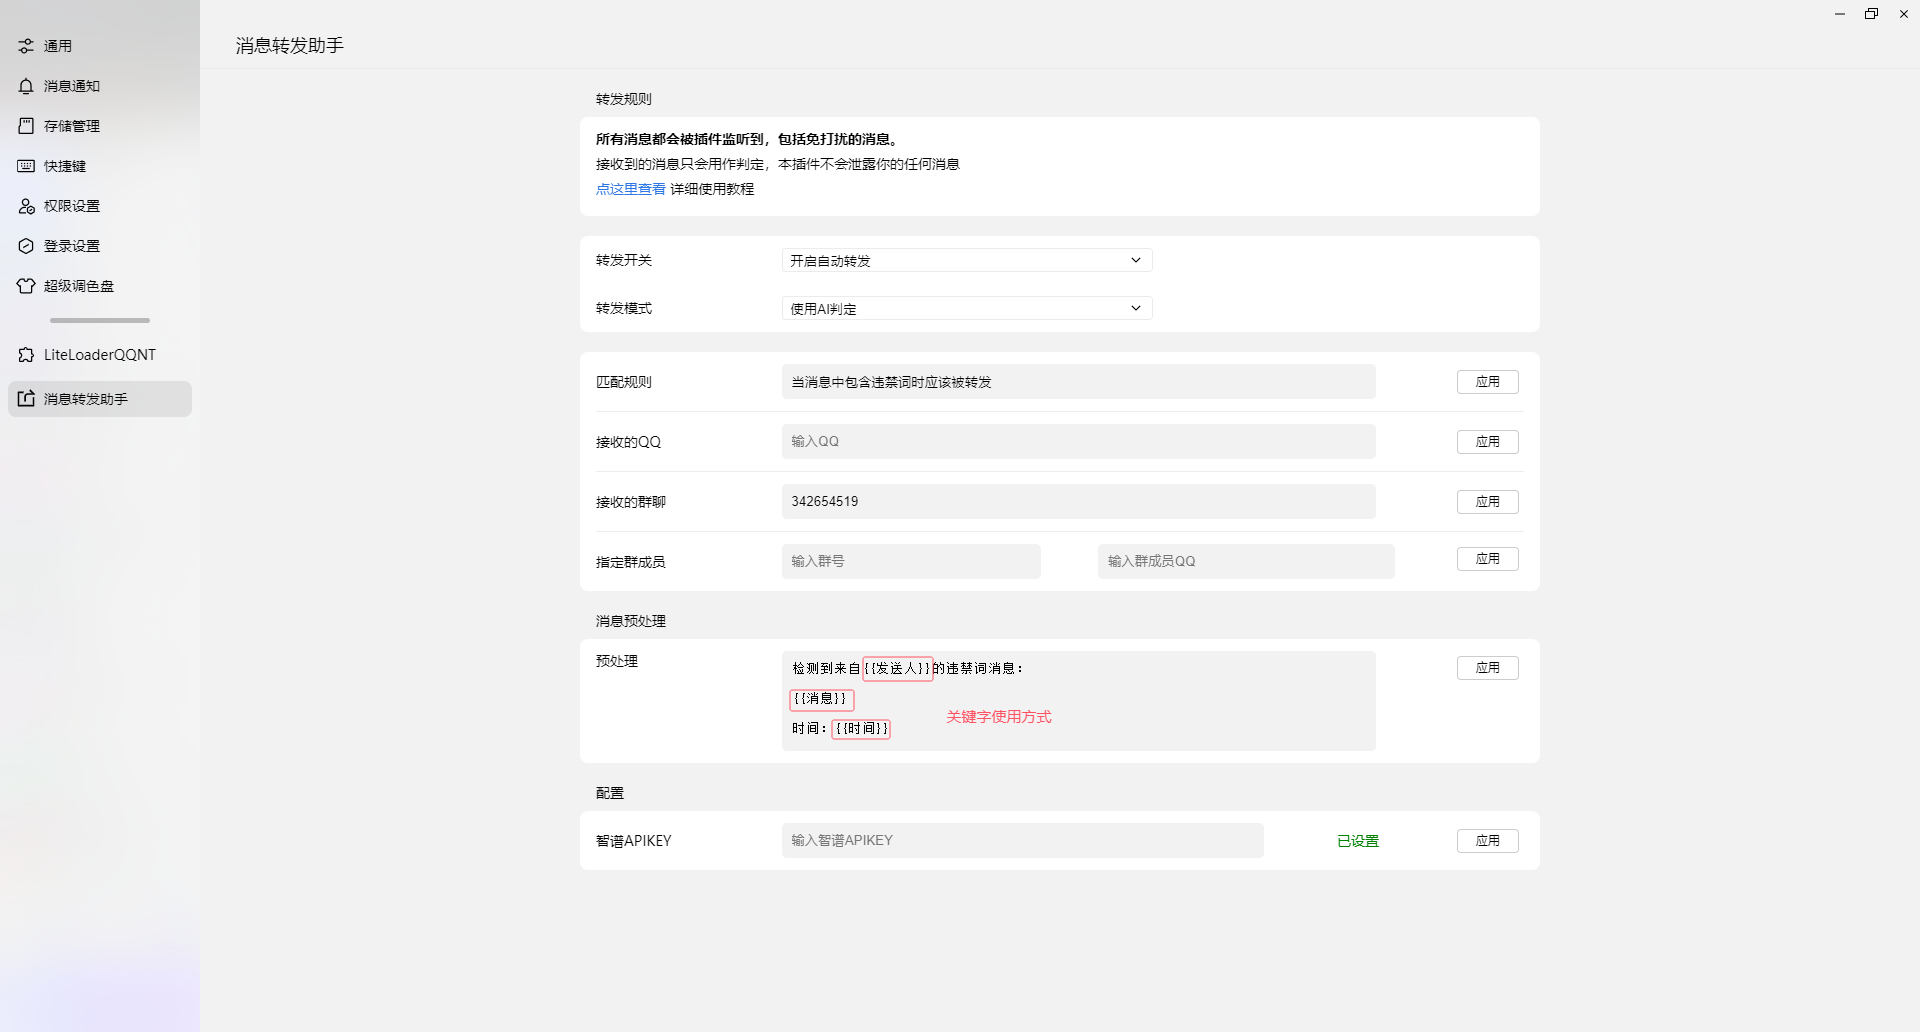 通用
消息通知
存储管理
快捷键
权限设置
登录设置
超级调色盘
LiteLoaderQQNT
消息转发助手
消息转发助手
转发规则
所有消息都会被插件监听到，包括免打扰的消息。
接收到的消息只会用作判定，本插件不会泄露你的任何消息
点这里查看 详细使用教程
转发开关 开启自动转发
转发模式 使用AI判定
匹配规则 当消息中包含违禁词时应该被转发 应用
接收的QQ 输入QQ 应用
接收的群聊 342654519 应用
指定群成员 输入群号 输入群成员QQ 应用
消息预处理
预处理 检测到来自{{发送人}}的违禁词消息： 应用
{{消息}}
关键字使用方式
时间：{{时间}}
配置
智谱APIKEY 输入智谱APIKEY 已设置 应用